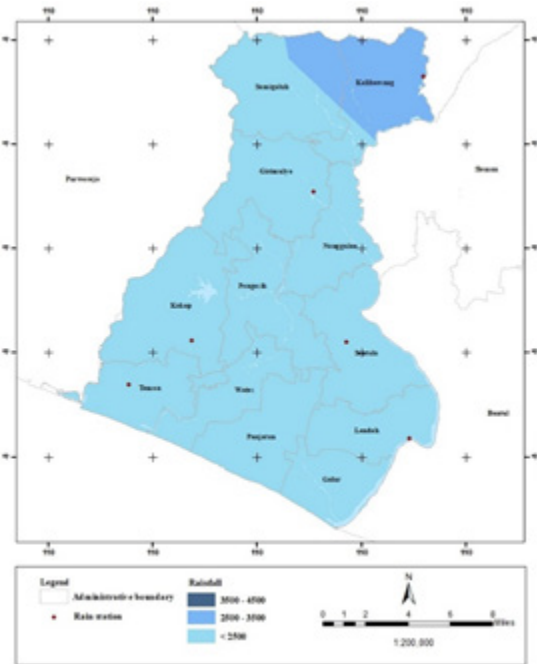 110 110 110 110 110
Kalibawang
Samigaluh
Girimulyo
Purworejo
Sleman
Nanggulan
Pengasih
Kokap
Sentolo
Temon
Wates
Bantul
Lendah
Panjatan
Galur
110 110 110 110 110
Legend
Administrative boundary
Rain station
Rainfall
3500 - 4500
2500 - 3500
< 2500
N
0 1 2 4 6 8
Miles
1:200,000